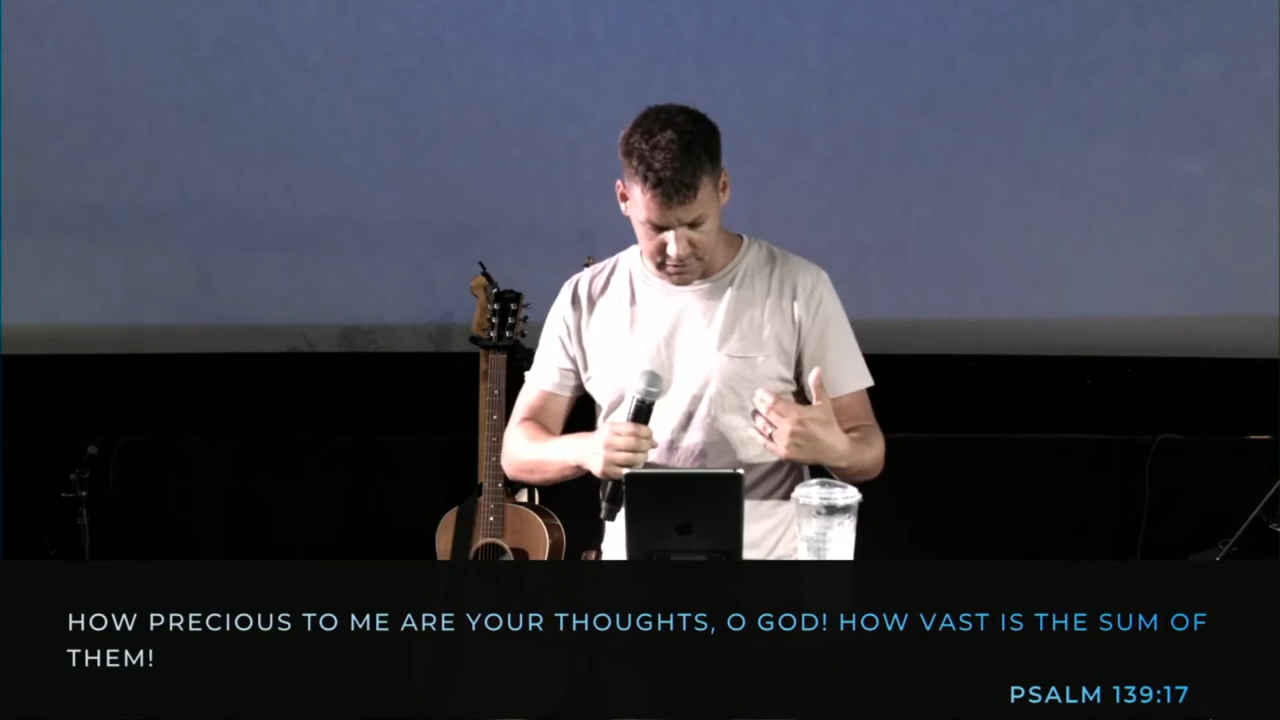 HOW PRECIOUS TO ME ARE YOUR THOUGHTS, O GOD! HOW VAST IS THE SUM OF
THEM!
PSALM 139:17